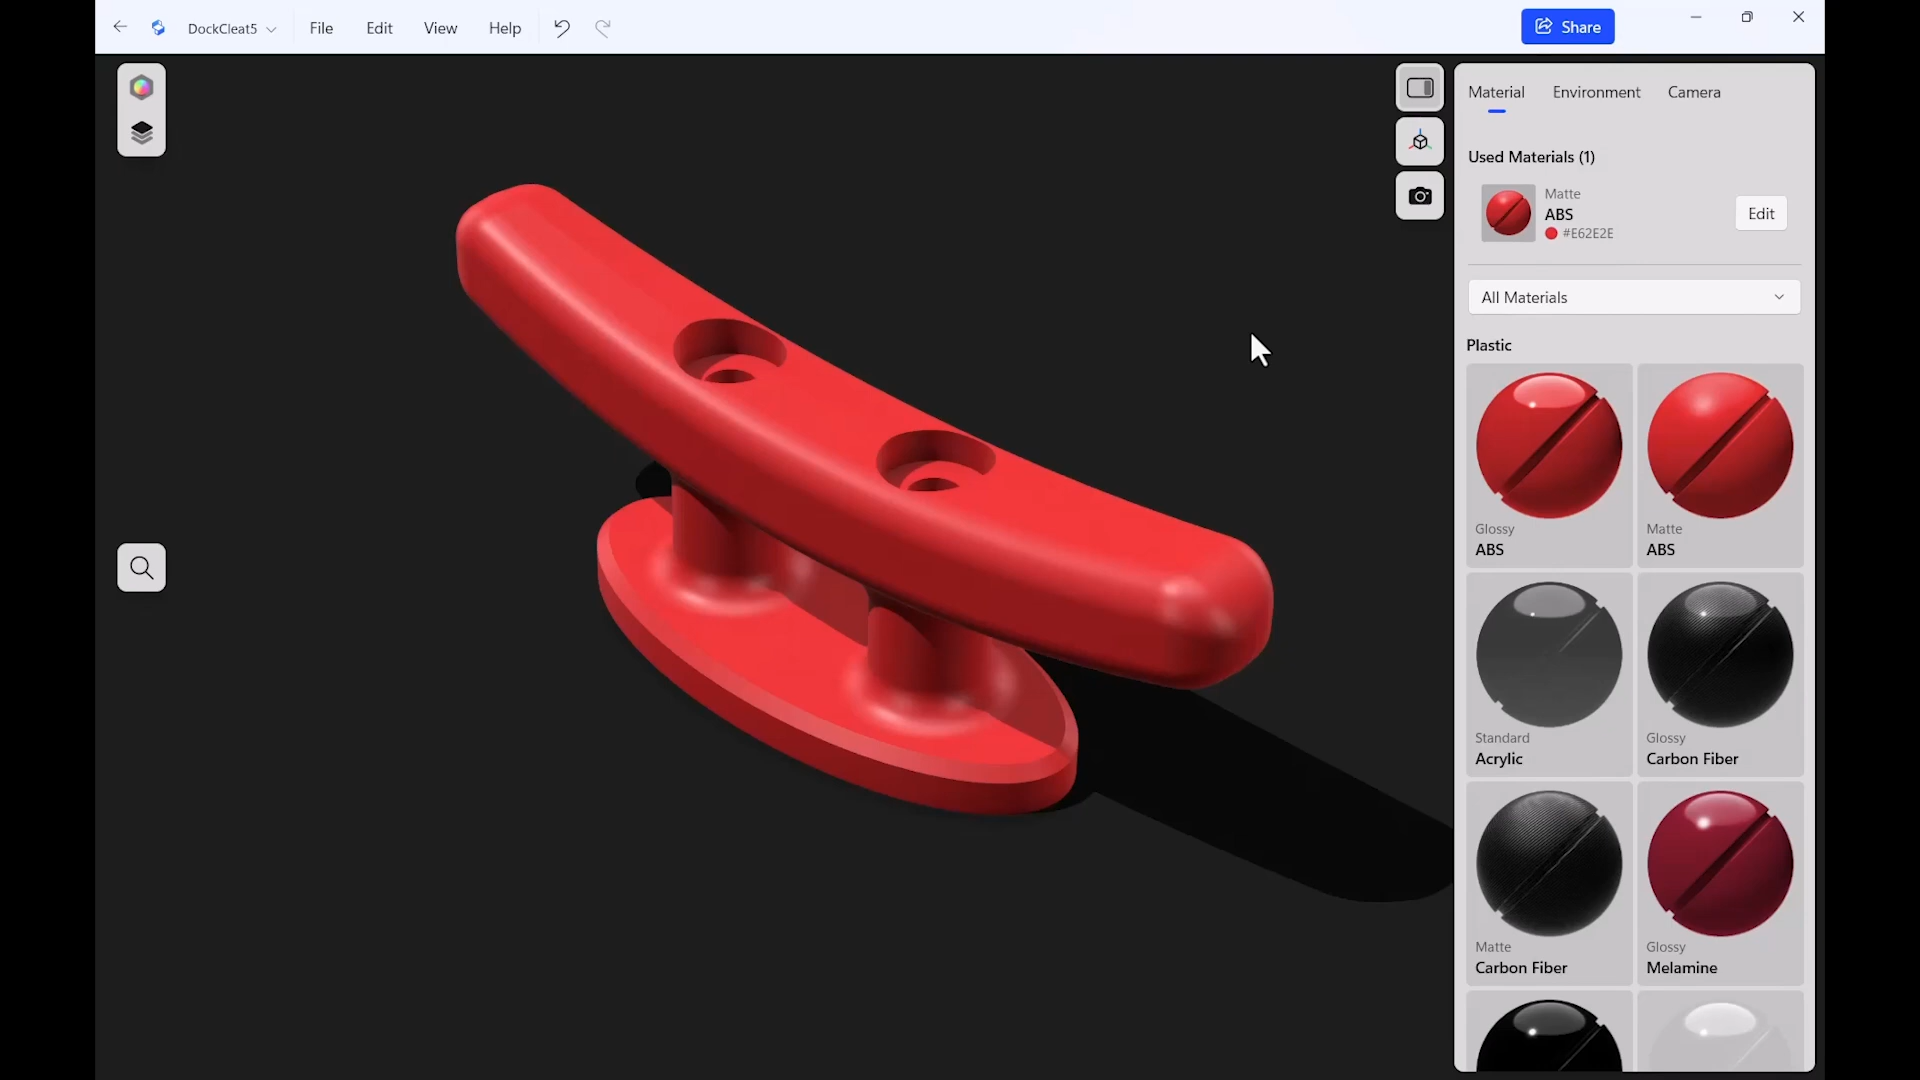 DockCleat5
File
Edit
View
Help
Share
Material
Environment
Camera
Used Materials (1)
Matte
ABS
#E62E2E
Edit
All Materials
Plastic
Glossy
ABS
Matte
ABS
Standard
Acrylic
Glossy
Carbon Fiber
Matte
Carbon Fiber
Glossy
Melamine